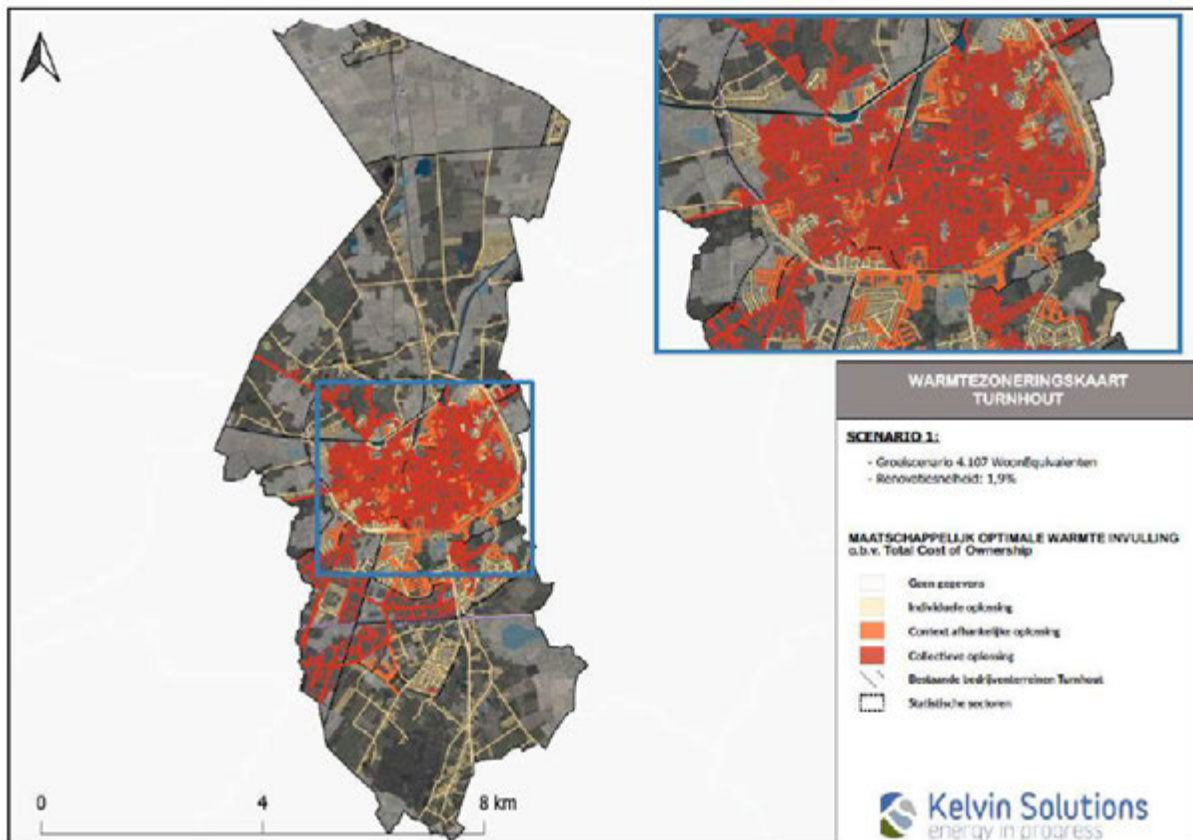 WARMTEZONERINGSKAART
TURNHOUT
SCENARIO 1:
- Groeiscenario 4.107 WoonEquivalenten
- Renovatiesnelheid: 1,9%
MAATSCHAPPELIJK OPTIMALE WARMTE INVULLING
o.b.v. Total Cost of Ownership
Geen gegevens
Individuele oplossing
Context afhankelijke oplossing
Collectieve oplossing
Bestaande bedrijventerreinen Turnhout
Statistische sectoren
0 4 8 km
Kelvin Solutions
energy in progress